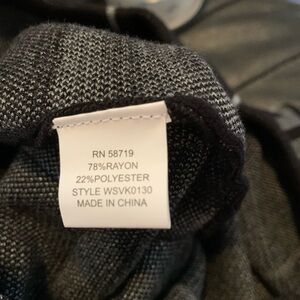 RN 58719
78%RAYON
22%POLYESTER
STYLE WSVK0130
MADE IN CHINA